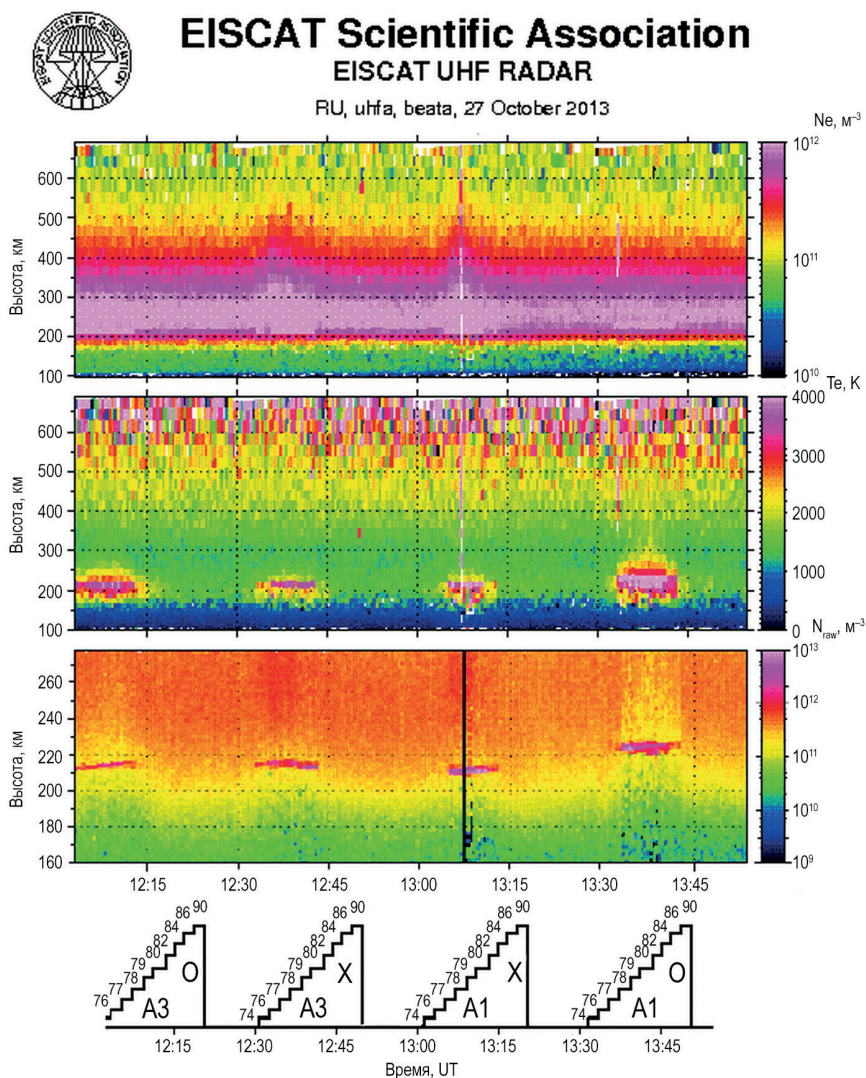 EISCAT SCIENTIFIC ASSOCIATION
EISCAT Scientific Association
EISCAT UHF RADAR
RU, uhfa, beata, 27 October 2013
Ne, м⁻³
Высота, км
600
500
400
300
200
100
10¹²
10¹¹
10¹⁰
Te, K
Высота, км
600
500
400
300
200
100
4000
3000
2000
1000
0
Nraw, м⁻³
Высота, км
260
240
220
200
180
160
10¹³
10¹²
10¹¹
10¹⁰
10⁹
12:15 12:30 12:45 13:00 13:15 13:30 13:45
76 77 78 79 80 82 84 86 90
O
A3
74 76 77 78 79 80 82 84 86 90
X
A3
74 76 77 78 79 80 82 84 86 90
X
A1
74 76 77 78 79 80 82 84 86 90
O
A1
12:15 12:30 12:45 13:00 13:15 13:30 13:45
Время, UT